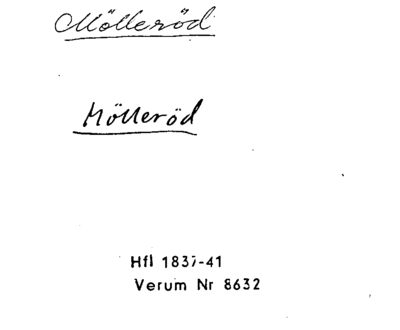 Mölleröd
Mölleröd
Hfl 1837-41
Verum Nr 8632